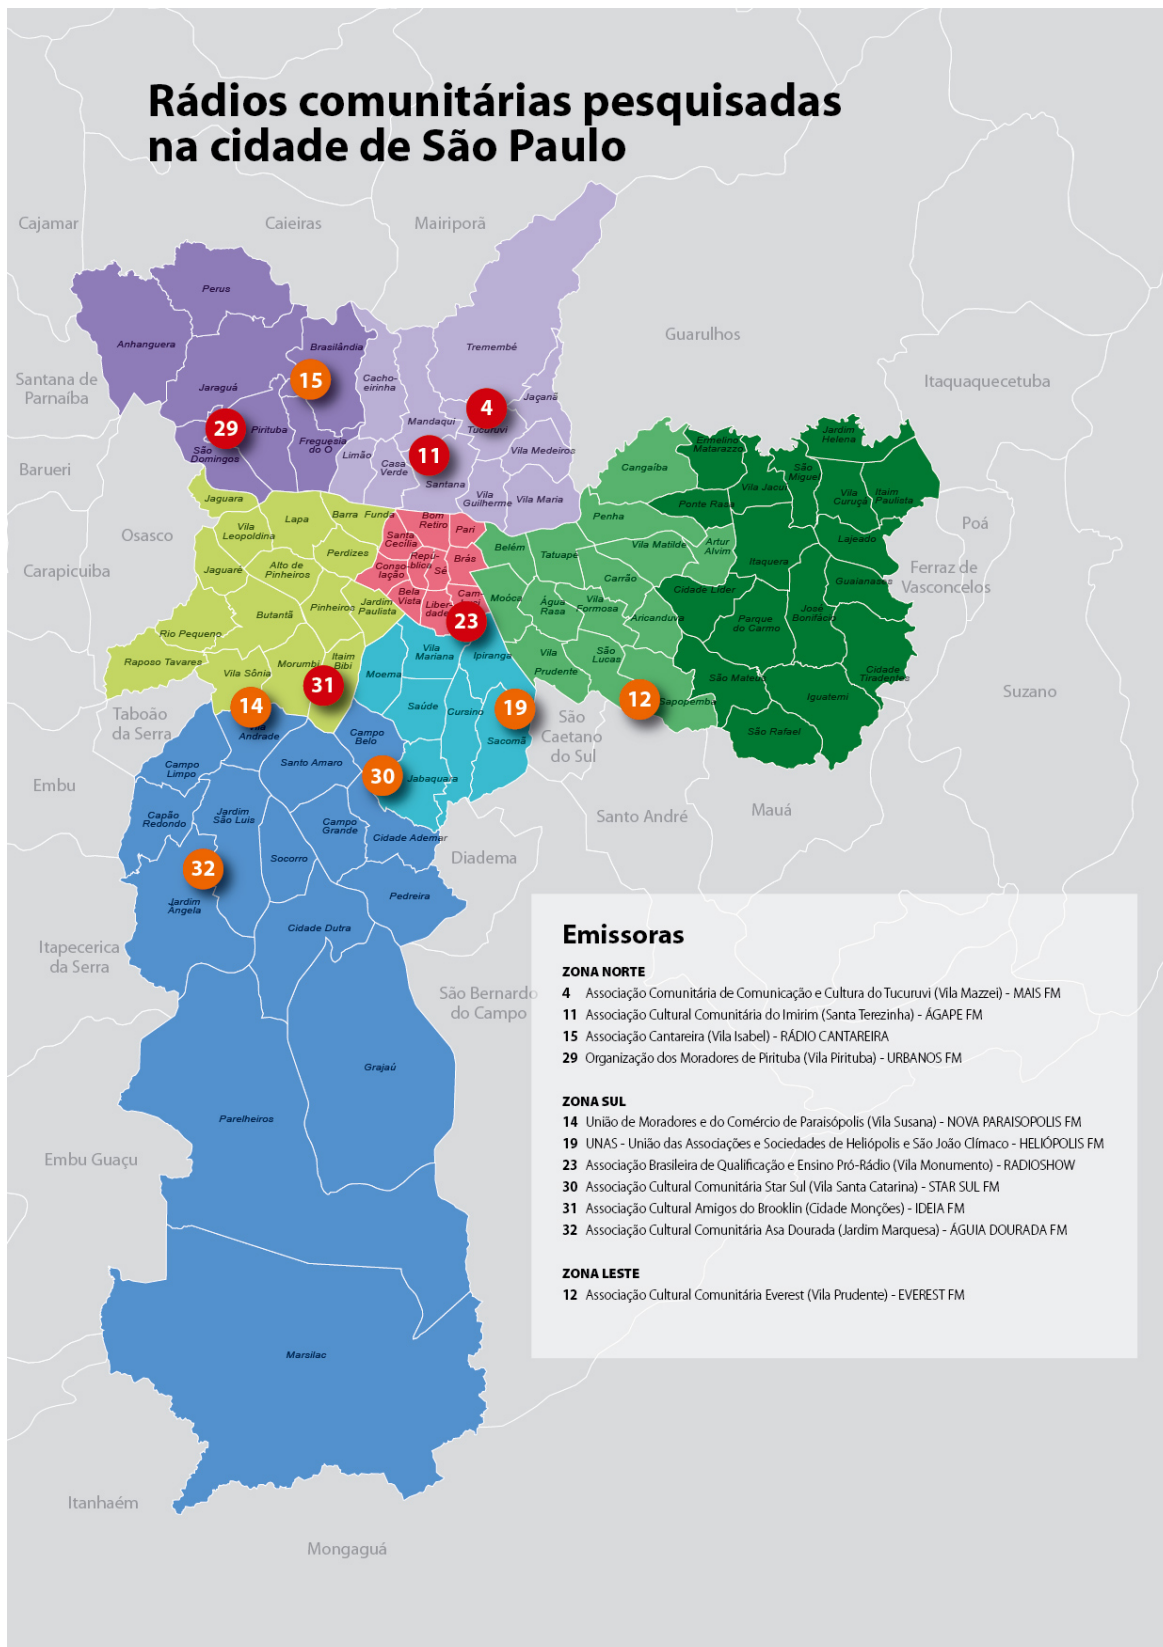 Rádios comunitárias pesquisadas
na cidade de São Paulo
Cajamar
Caieiras
Mairiporã
Guarulhos
Santana de
Parnaíba
Itaquaquecetuba
Barueri
Osasco
Carapicuiba
Poá
Ferraz de
Vasconcelos
Suzano
Taboão
da Serra
Embu
São
Caetano
do Sul
Santo André
Mauá
Diadema
Itapecerica
da Serra
São Bernardo
do Campo
Embu Guaçu
Itanhaém
Mongaguá
Perus
Anhanguera
Brasilândia
Jaraguá
15
29
Pirituba
São
Domingos
Freguesia
do Ó
Tremembé
Cacho-
eirinha
Jaçanã
4
Mandaqui
Tucuruvi
11
Limão
Casa
Verde
Santana
Vila Medeiros
Vila
Guilherme
Vila Maria
Jaguara
Vila
Leopoldina
Lapa
Barra Funda
Perdizes
Jaguaré
Alto de
Pinheiros
Butantã
Pinheiros
Jardim
Paulista
Rio Pequeno
Raposo Tavares
Vila Sônia
Morumbi
Itaim
Bibi
31
14
Bom
Retiro
Pari
Santa
Cecília
Repú-
blica
Brás
Conso-
lação
Sé
Bela
Vista
Liber-
dade
23
Cangaíba
Penha
Belém
Tatuapé
Vila Matilde
Artur
Alvim
Carrão
Moóca
Água
Rasa
Vila
Formosa
Aricanduva
Vila
Prudente
São
Lucas
12
Sapopemba
Ermelino
Matarazzo
Jardim
Helena
São
Miguel
Vila Jacuí
Vila
Curuçá
Itaim
Paulista
Ponte Rasa
Lajeado
Itaquera
Guaianases
Cidade Líder
Parque
do Carmo
José
Bonifácio
São Mateus
Cidade
Tiradentes
Iguatemi
São Rafael
Vila
Mariana
Ipiranga
Moema
Saúde
Cursino
19
Sacomã
Jabaquara
Vila
Andrade
Campo
Belo
30
Campo
Limpo
Santo Amaro
Capão
Redondo
Jardim
São Luis
Campo
Grande
Cidade Ademar
Socorro
32
Jardim
Ângela
Pedreira
Cidade Dutra
Grajaú
Parelheiros
Marsilac
Emissoras
ZONA NORTE
4 Associação Comunitária de Comunicação e Cultura do Tucuruvi (Vila Mazzei) - MAIS FM
11 Associação Cultural Comunitária do Imirim (Santa Terezinha) - ÁGAPE FM
15 Associação Cantareira (Vila Isabel) - RÁDIO CANTAREIRA
29 Organização dos Moradores de Pirituba (Vila Pirituba) - URBANOS FM
ZONA SUL
14 União de Moradores e do Comércio de Paraisópolis (Vila Susana) - NOVA PARAISOPOLIS FM
19 UNAS - União das Associações e Sociedades de Heliópolis e São João Clímaco - HELIÓPOLIS FM
23 Associação Brasileira de Qualificação e Ensino Pró-Rádio (Vila Monumento) - RADIOSHOW
30 Associação Cultural Comunitária Star Sul (Vila Santa Catarina) - STAR SUL FM
31 Associação Cultural Amigos do Brooklin (Cidade Monções) - IDEIA FM
32 Associação Cultural Comunitária Asa Dourada (Jardim Marquesa) - ÁGUIA DOURADA FM
ZONA LESTE
12 Associação Cultural Comunitária Everest (Vila Prudente) - EVEREST FM